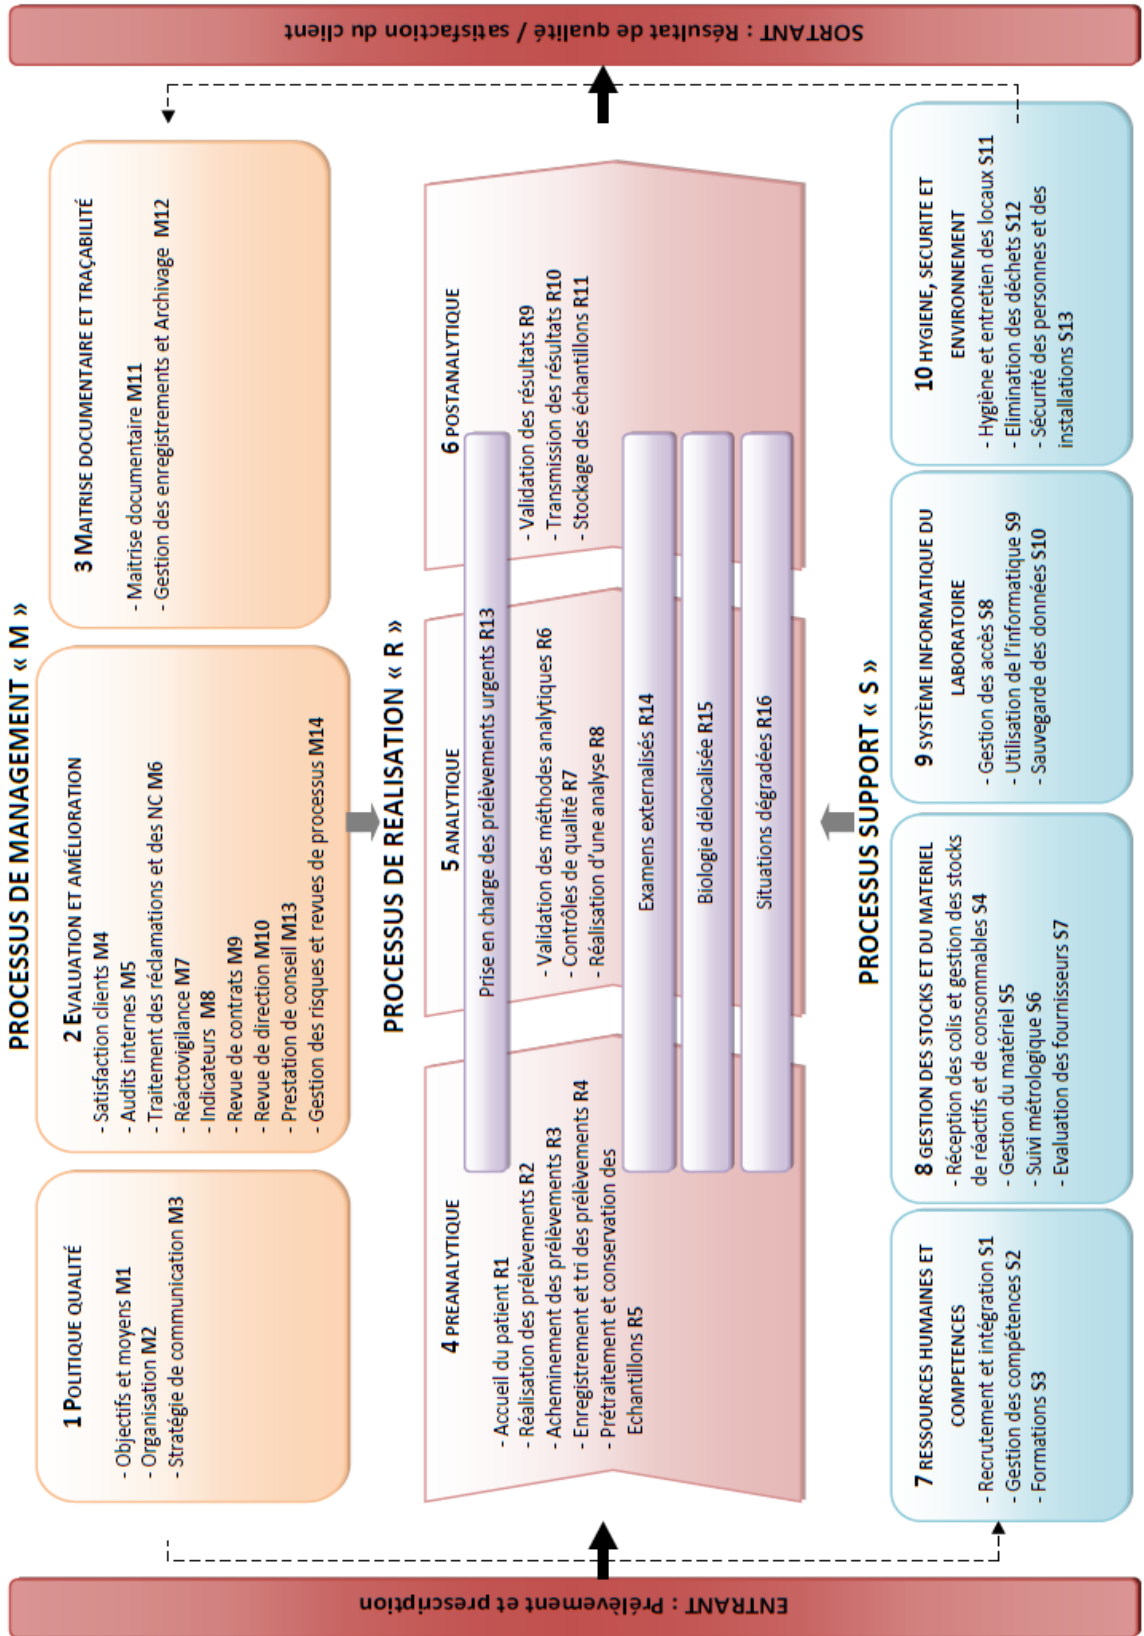 PROCESSUS DE MANAGEMENT « M »
1 POLITIQUE QUALITÉ
- Objectifs et moyens M1
- Organisation M2
- Stratégie de communication M3
2 EVALUATION ET AMÉLIORATION
- Satisfaction clients M4
- Audits internes M5
- Traitement des réclamations et des NC M6
- Réactovigilance M7
- Indicateurs M8
- Revue de contrats M9
- Revue de direction M10
- Prestation de conseil M13
- Gestion des risques et revues de processus M14
3 MAITRISE DOCUMENTAIRE ET TRAÇABILITÉ
- Maitrise documentaire M11
- Gestion des enregistrements et Archivage M12
ENTRANT : Prélèvement et prescription
PROCESSUS DE REALISATION « R »
4 PREANALYTIQUE
- Accueil du patient R1
- Réalisation des prélèvements R2
- Acheminement des prélèvements R3
- Enregistrement et tri des prélèvements R4
- Prétraitement et conservation des
Echantillons R5
5 ANALYTIQUE
Prise en charge des prélèvements urgents R13
- Validation des méthodes analytiques R6
- Contrôles de qualité R7
- Réalisation d'une analyse R8
Examens externalisés R14
Biologie délocalisée R15
Situations dégradées R16
6 POSTANALYTIQUE
- Validation des résultats R9
- Transmission des résultats R10
- Stockage des échantillons R11
SORTANT : Résultat de qualité / satisfaction du client
PROCESSUS SUPPORT « S »
7 RESSOURCES HUMAINES ET
COMPETENCES
- Recrutement et intégration S1
- Gestion des compétences S2
- Formations S3
8 GESTION DES STOCKS ET DU MATERIEL
- Réception des colis et gestion des stocks
de réactifs et de consommables S4
- Gestion du matériel S5
- Suivi métrologique S6
- Evaluation des fournisseurs S7
9 SYSTÈME INFORMATIQUE DU
LABORATOIRE
- Gestion des accès S8
- Utilisation de l'informatique S9
- Sauvegarde des données S10
10 HYGIENE, SECURITE ET
ENVIRONNEMENT
- Hygiène et entretien des locaux S11
- Elimination des déchets S12
- Sécurité des personnes et des
installations S13